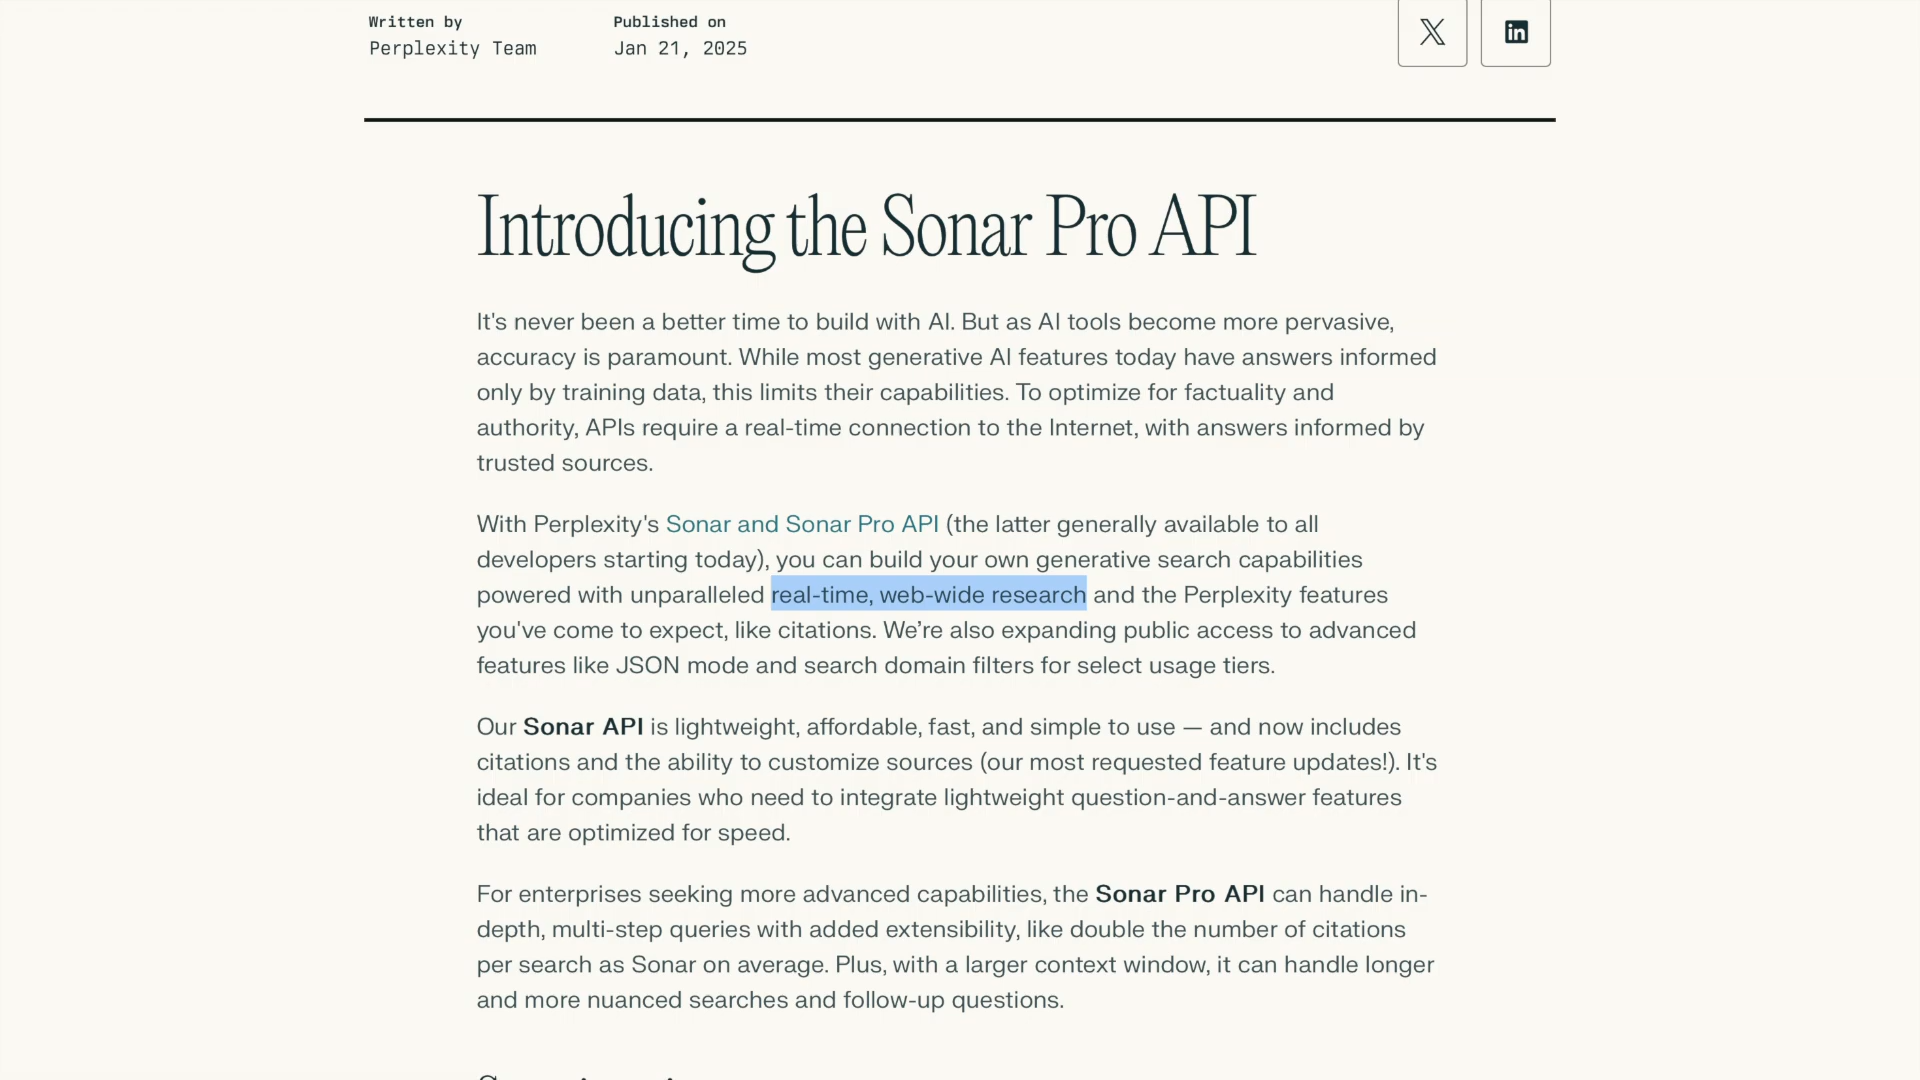 Written by
Perplexity Team
Published on
Jan 21, 2025
Introducing the Sonar Pro API
It's never been a better time to build with AI. But as AI tools become more pervasive,
accuracy is paramount. While most generative AI features today have answers informed
only by training data, this limits their capabilities. To optimize for factuality and
authority, APIs require a real-time connection to the Internet, with answers informed by
trusted sources.
With Perplexity's Sonar and Sonar Pro API (the latter generally available to all
developers starting today), you can build your own generative search capabilities
powered with unparalleled real-time, web-wide research and the Perplexity features
you've come to expect, like citations. We’re also expanding public access to advanced
features like JSON mode and search domain filters for select usage tiers.
Our Sonar API is lightweight, affordable, fast, and simple to use — and now includes
citations and the ability to customize sources (our most requested feature updates!). It's
ideal for companies who need to integrate lightweight question-and-answer features
that are optimized for speed.
For enterprises seeking more advanced capabilities, the Sonar Pro API can handle in-
depth, multi-step queries with added extensibility, like double the number of citations
per search as Sonar on average. Plus, with a larger context window, it can handle longer
and more nuanced searches and follow-up questions.